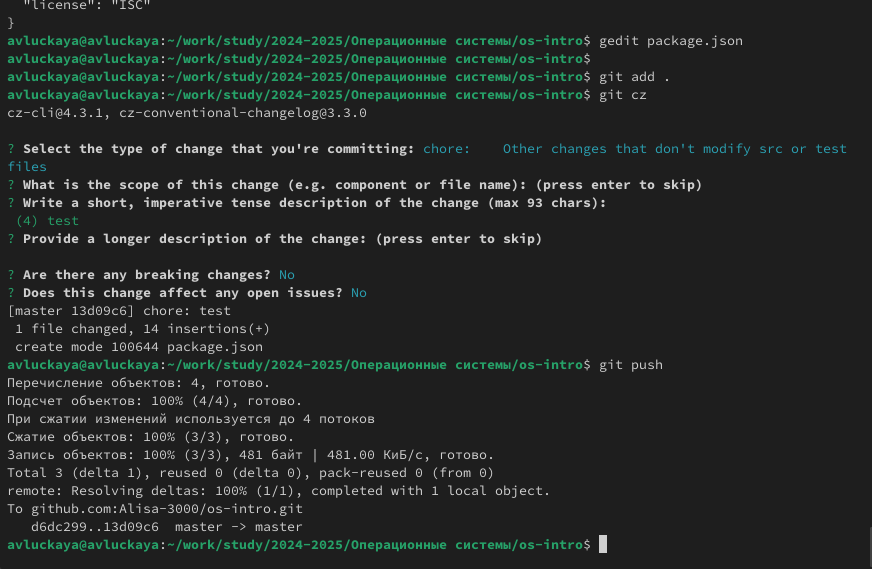 "license": "ISC"
}
avluckaya@avluckaya:~/work/study/2024-2025/Операционные системы/os-intro$ gedit package.json
avluckaya@avluckaya:~/work/study/2024-2025/Операционные системы/os-intro$
avluckaya@avluckaya:~/work/study/2024-2025/Операционные системы/os-intro$ git add .
avluckaya@avluckaya:~/work/study/2024-2025/Операционные системы/os-intro$ git cz
cz-cli@4.3.1, cz-conventional-changelog@3.3.0
? Select the type of change that you're committing: chore:    Other changes that don't modify src or test
files
? What is the scope of this change (e.g. component or file name): (press enter to skip)
? Write a short, imperative tense description of the change (max 93 chars):
(4) test
? Provide a longer description of the change: (press enter to skip)
? Are there any breaking changes? No
? Does this change affect any open issues? No
[master 13d09c6] chore: test
1 file changed, 14 insertions(+)
create mode 100644 package.json
avluckaya@avluckaya:~/work/study/2024-2025/Операционные системы/os-intro$ git push
Перечисление объектов: 4, готово.
Подсчет объектов: 100% (4/4), готово.
При сжатии изменений используется до 4 потоков
Сжатие объектов: 100% (3/3), готово.
Запись объектов: 100% (3/3), 481 байт | 481.00 КиБ/с, готово.
Total 3 (delta 1), reused 0 (delta 0), pack-reused 0 (from 0)
remote: Resolving deltas: 100% (1/1), completed with 1 local object.
To github.com:Alisa-3000/os-intro.git
d6dc299..13d09c6  master -> master
avluckaya@avluckaya:~/work/study/2024-2025/Операционные системы/os-intro$